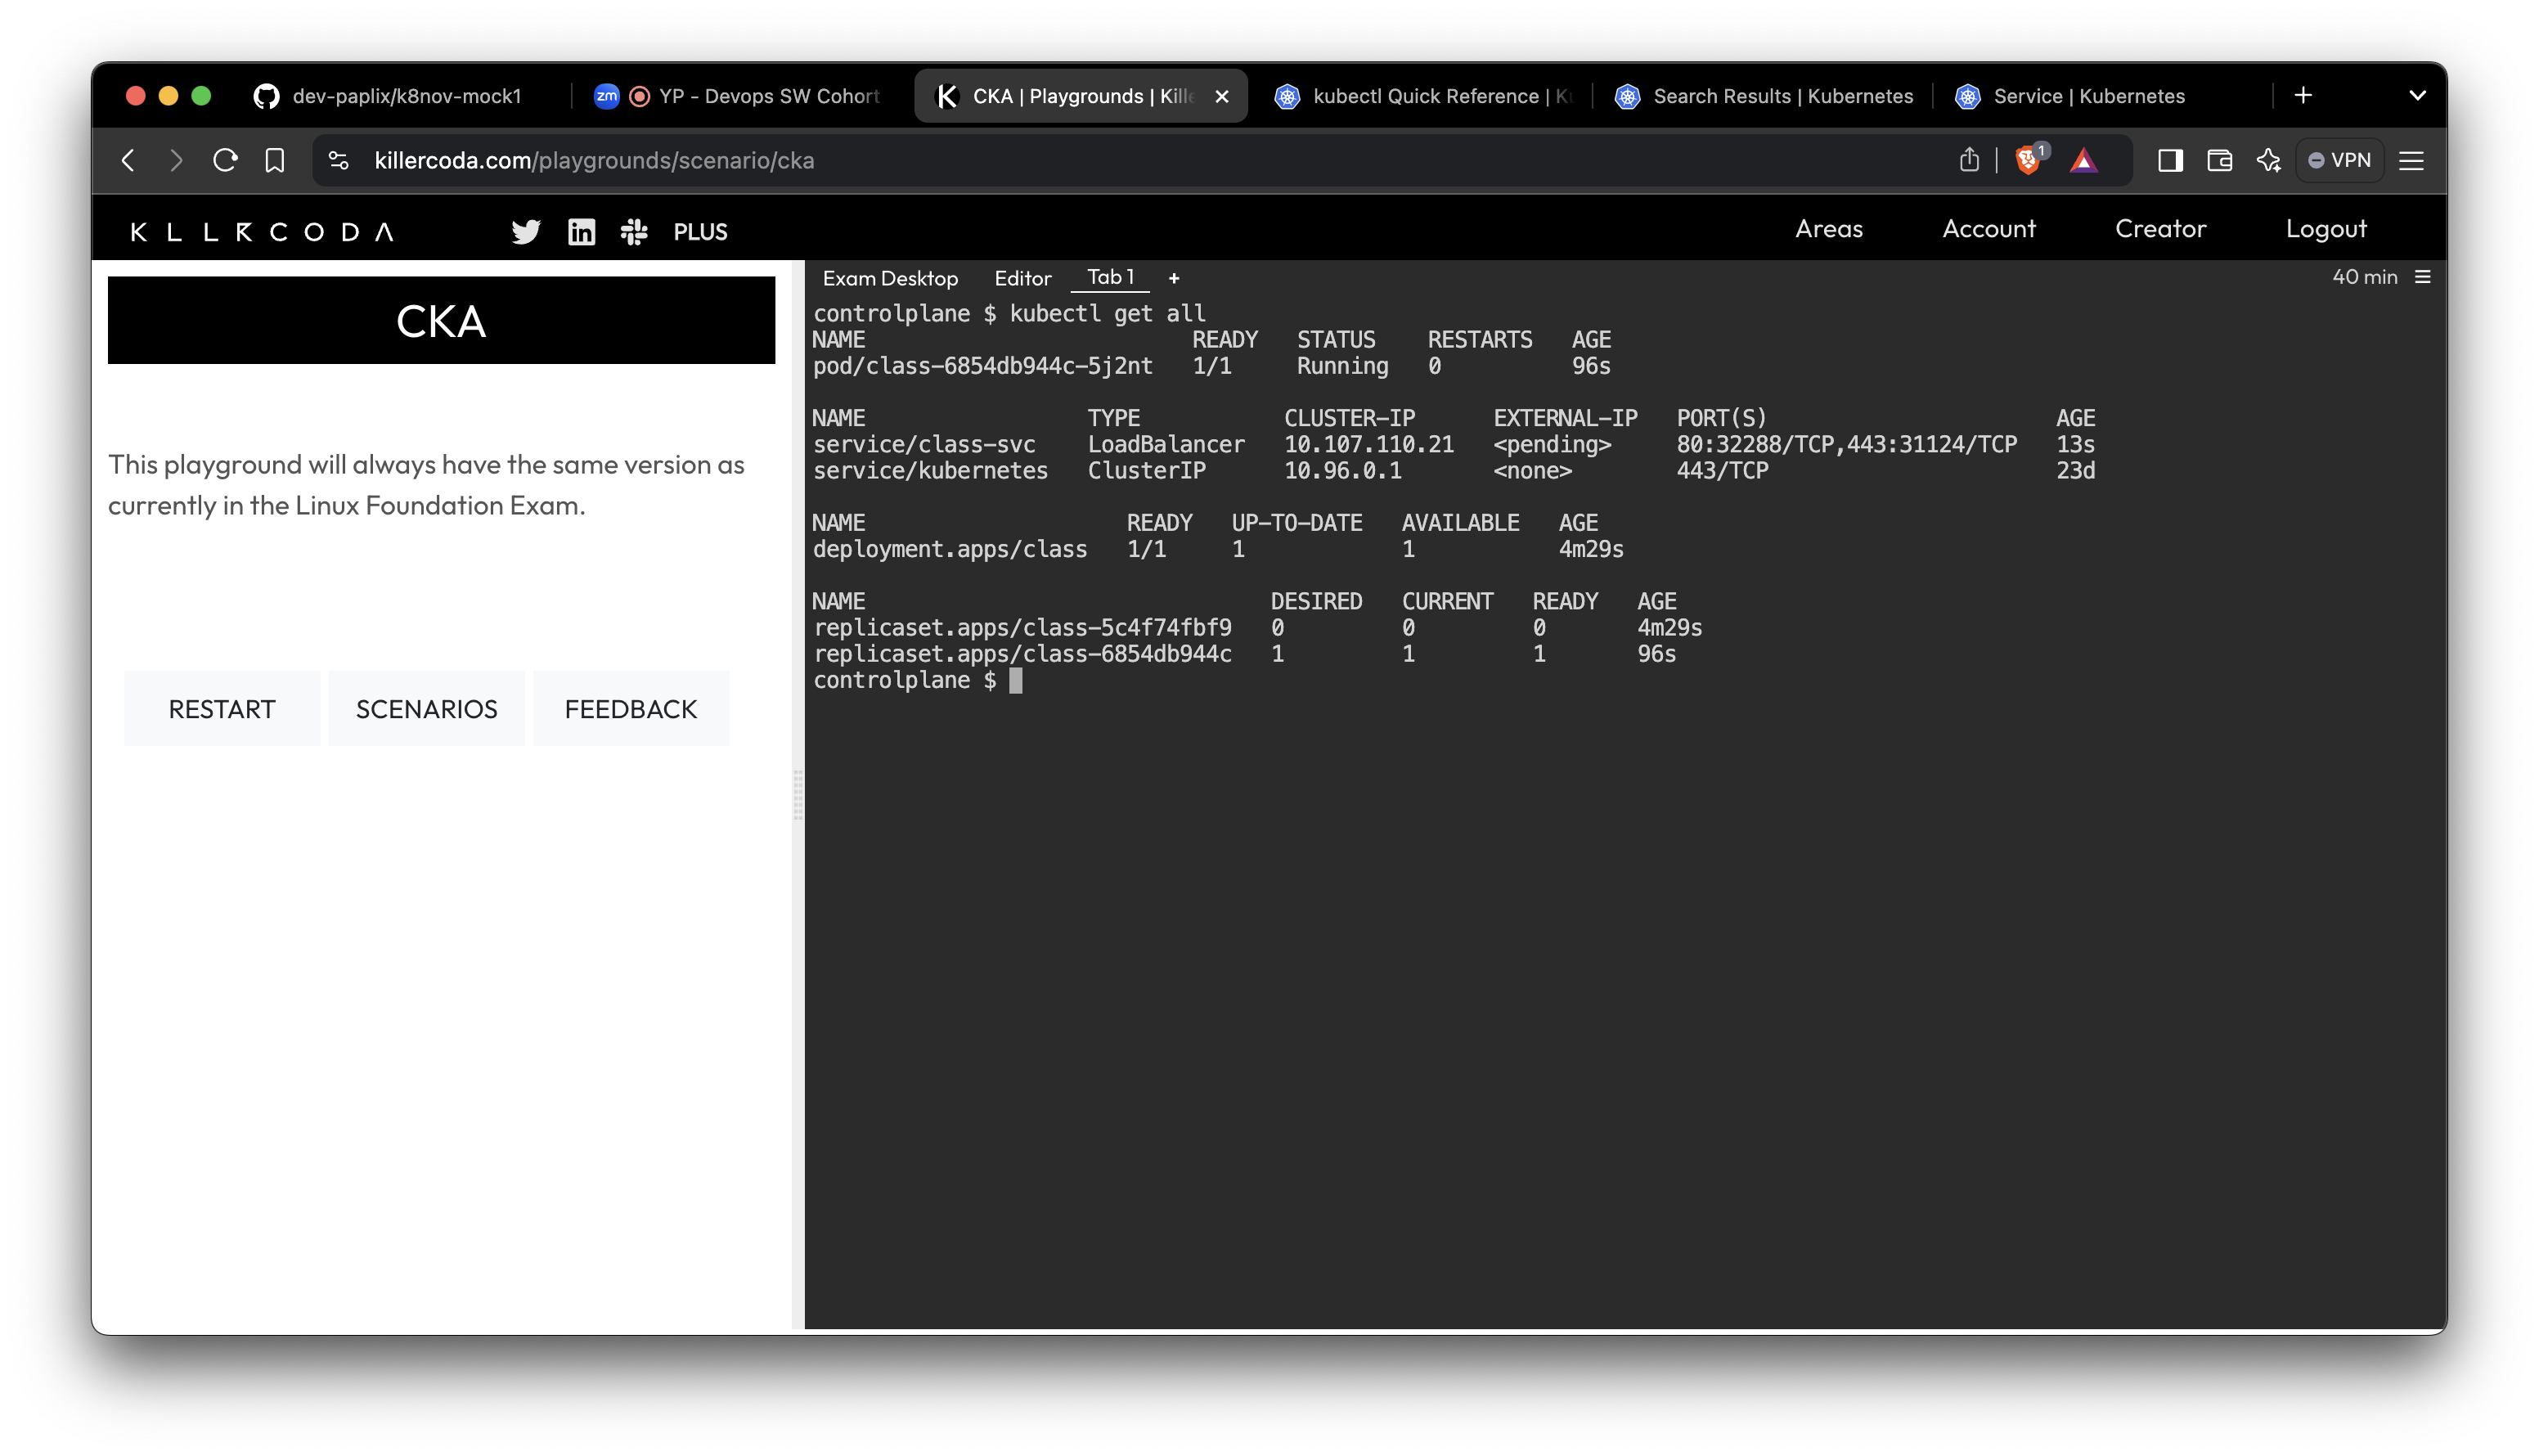 dev-paplix/k8nov-mock1
zm YP - Devops SW Cohort
CKA | Playgrounds | Kille
kubectl Quick Reference | Ku
Search Results | Kubernetes
Service | Kubernetes
killercoda.com/playgrounds/scenario/cka
1
VPN
KLLRCODA
PLUS
Areas
Account
Creator
Logout
CKA
This playground will always have the same version as
currently in the Linux Foundation Exam.
RESTART
SCENARIOS
FEEDBACK
Exam Desktop Editor Tab 1 +
40 min
controlplane $ kubectl get all
NAME READY STATUS RESTARTS AGE
pod/class-6854db944c-5j2nt 1/1 Running 0 96s
NAME TYPE CLUSTER-IP EXTERNAL-IP PORT(S) AGE
service/class-svc LoadBalancer 10.107.110.21 <pending> 80:32288/TCP,443:31124/TCP 13s
service/kubernetes ClusterIP 10.96.0.1 <none> 443/TCP 23d
NAME READY UP-TO-DATE AVAILABLE AGE
deployment.apps/class 1/1 1 1 4m29s
NAME DESIRED CURRENT READY AGE
replicaset.apps/class-5c4f74fbf9 0 0 0 4m29s
replicaset.apps/class-6854db944c 1 1 1 96s
controlplane $